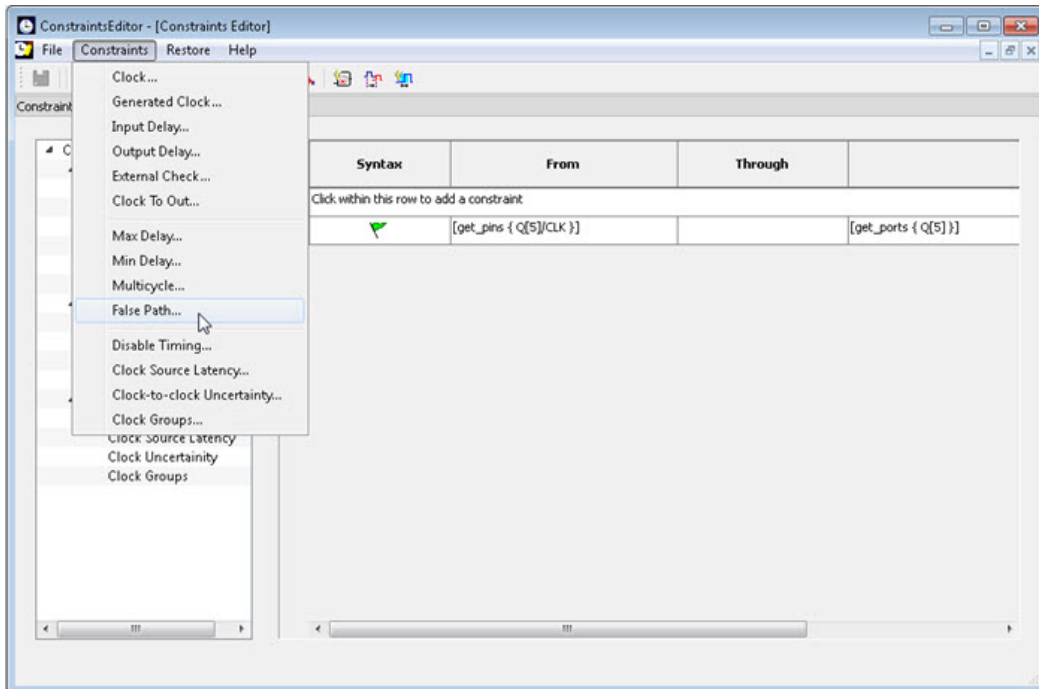 ConstraintsEditor - [Constraints Editor]
File Constraints Restore Help
Constraint
Clock...
Generated Clock...
Input Delay...
Output Delay...
External Check...
Clock To Out...
Max Delay...
Min Delay...
Multicycle...
False Path...
Disable Timing...
Clock Source Latency...
Clock-to-clock Uncertainty...
Clock Groups...
C
Clock Source Latency
Clock Uncertainity
Clock Groups
Syntax From Through
Click within this row to add a constraint
[get_pins { Q[5]/CLK }] [get_ports { Q[5] }]